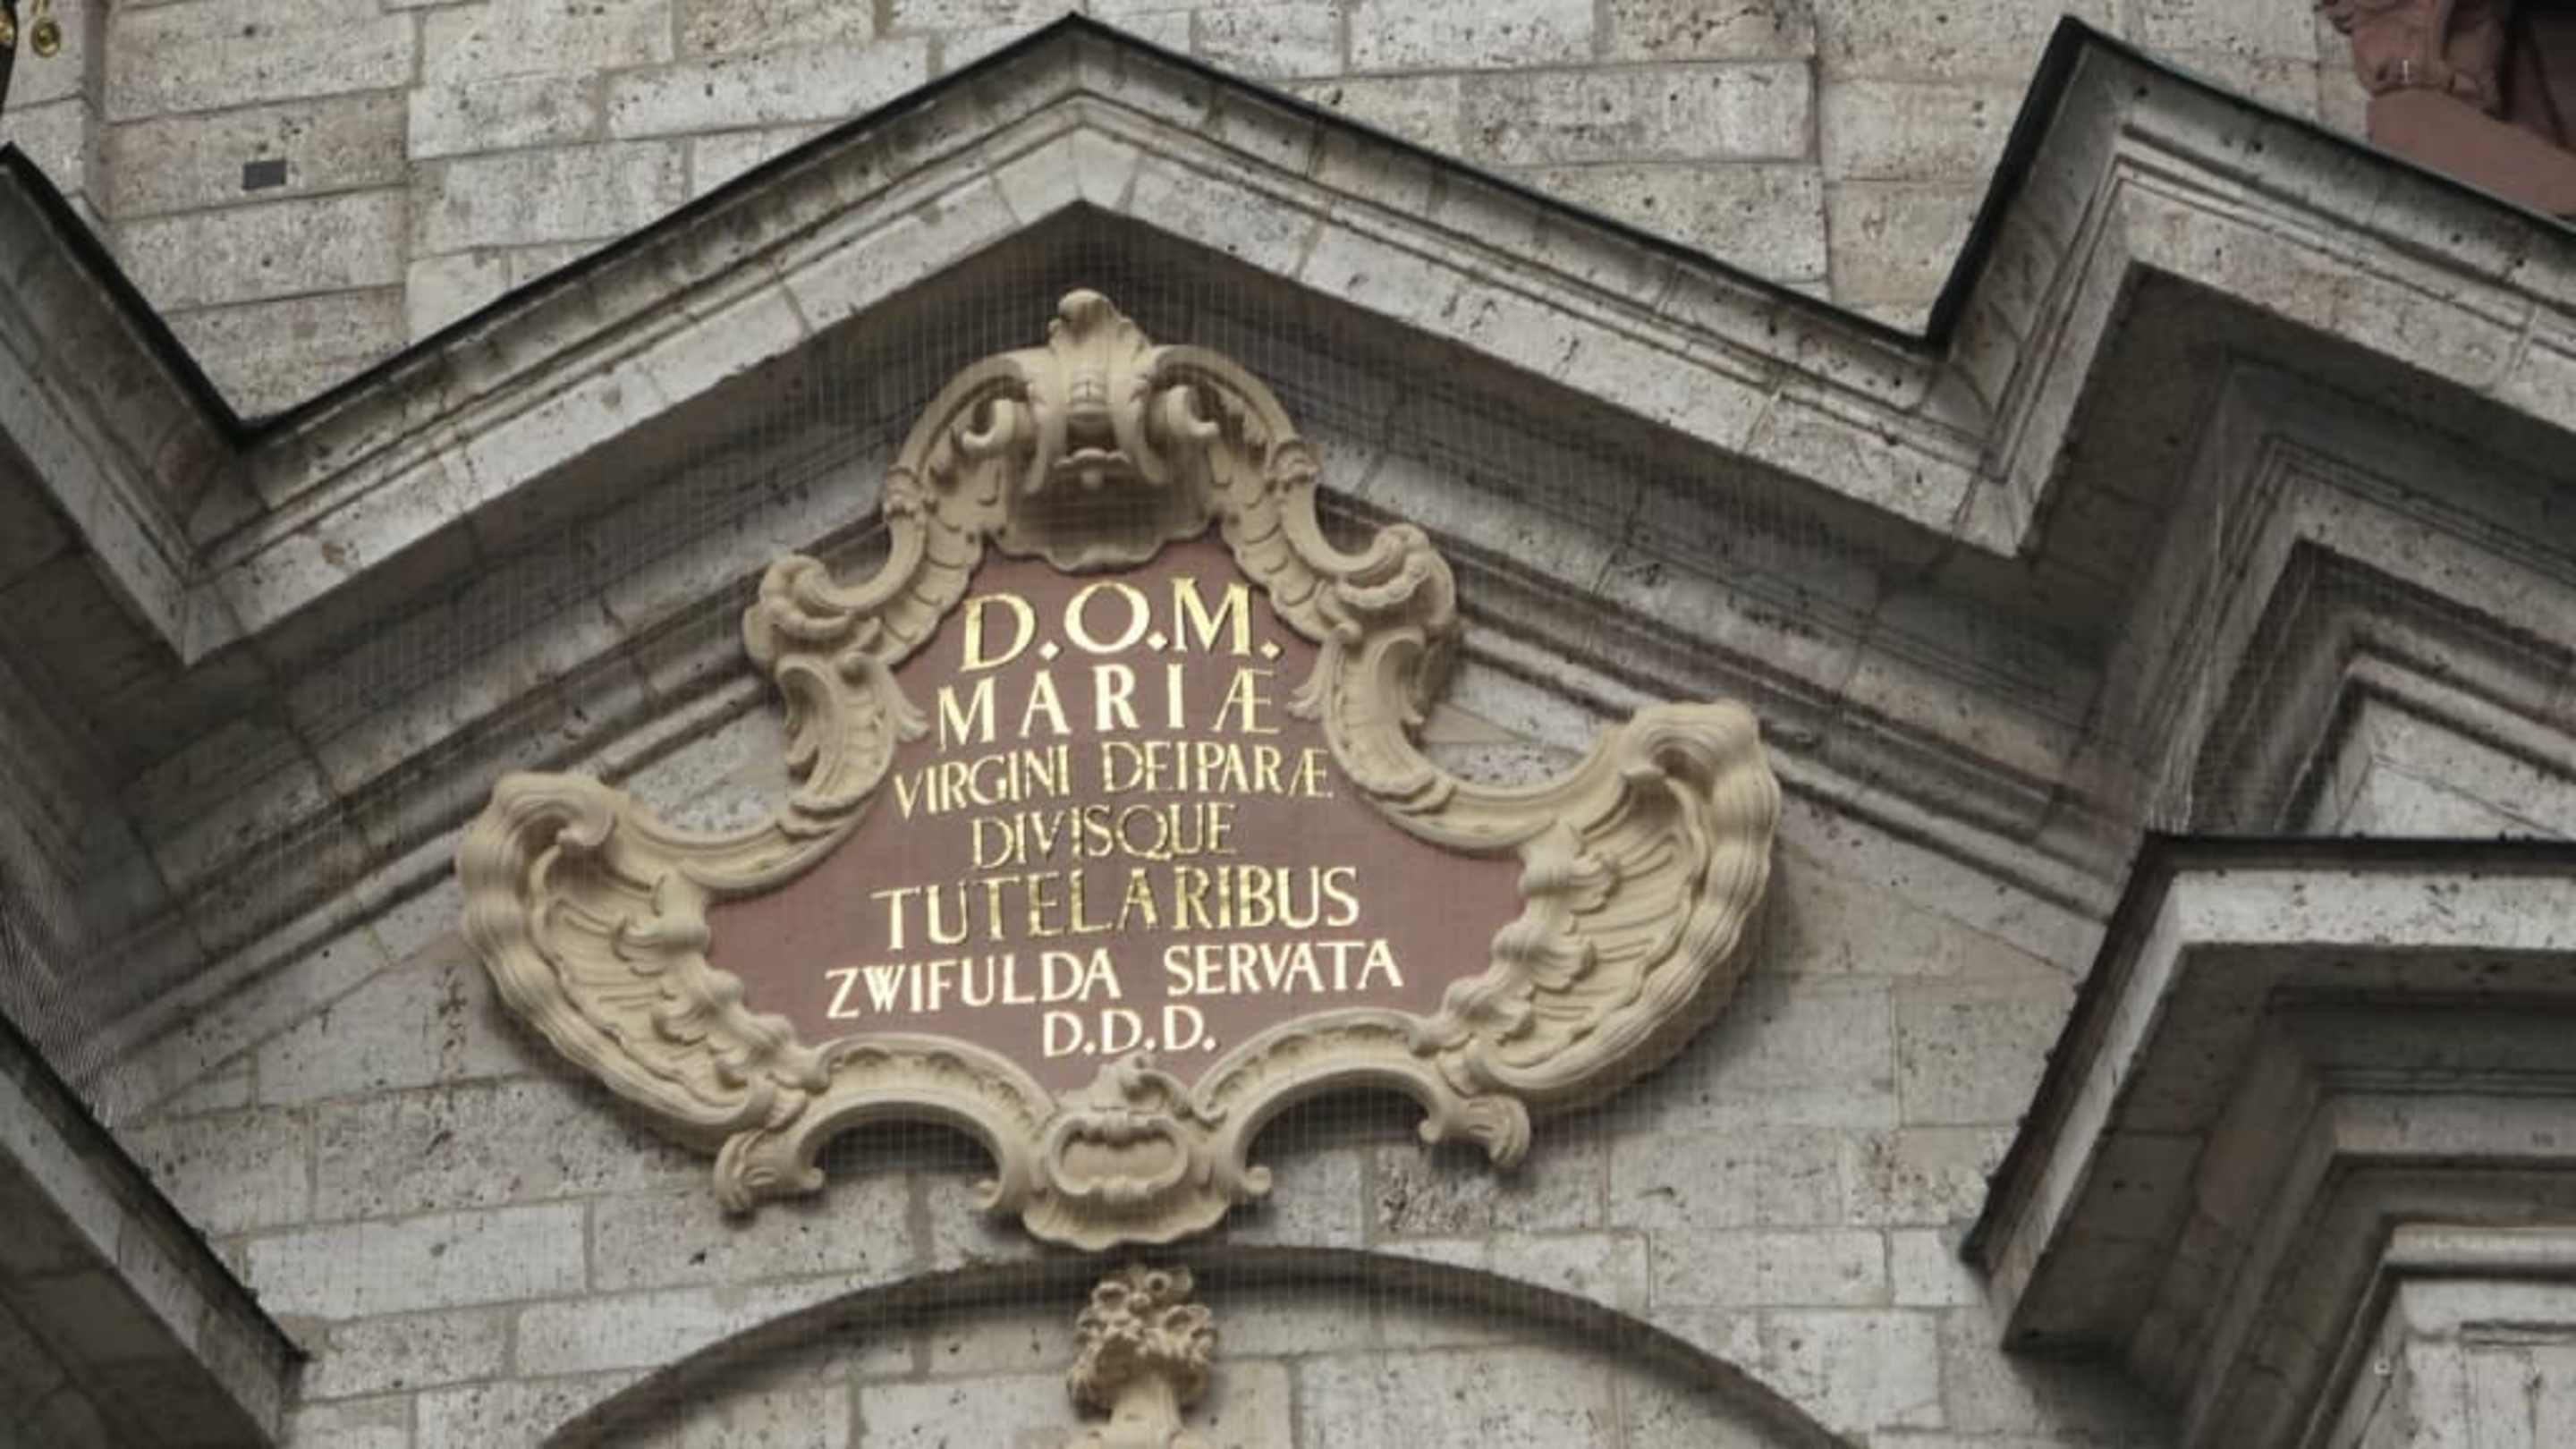 D.O.M.
MARIÆ
VIRGINI DEIPARÆ
DIVISQUE
TUTELARIBUS
ZWIFULDA SERVATA
D.D.D.